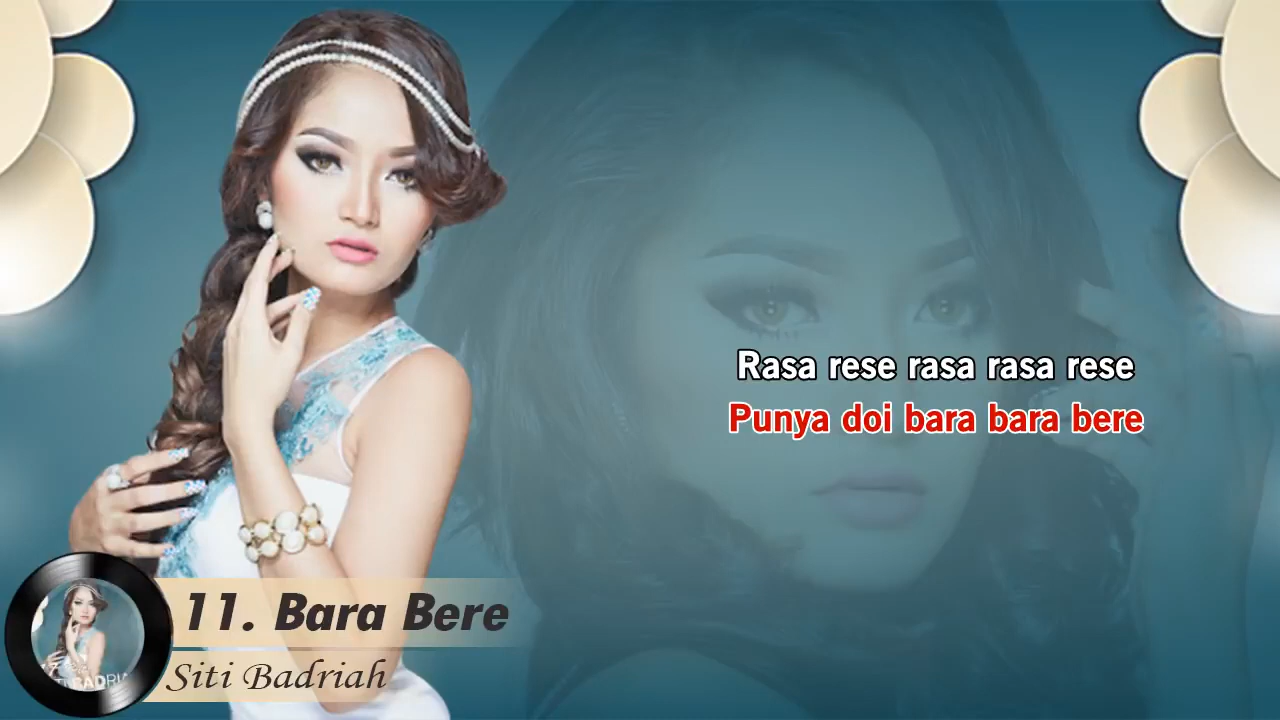 Rasa rese rasa rasa rese
Punya doi bara bara bere
11. Bara Bere
Siti Badriah